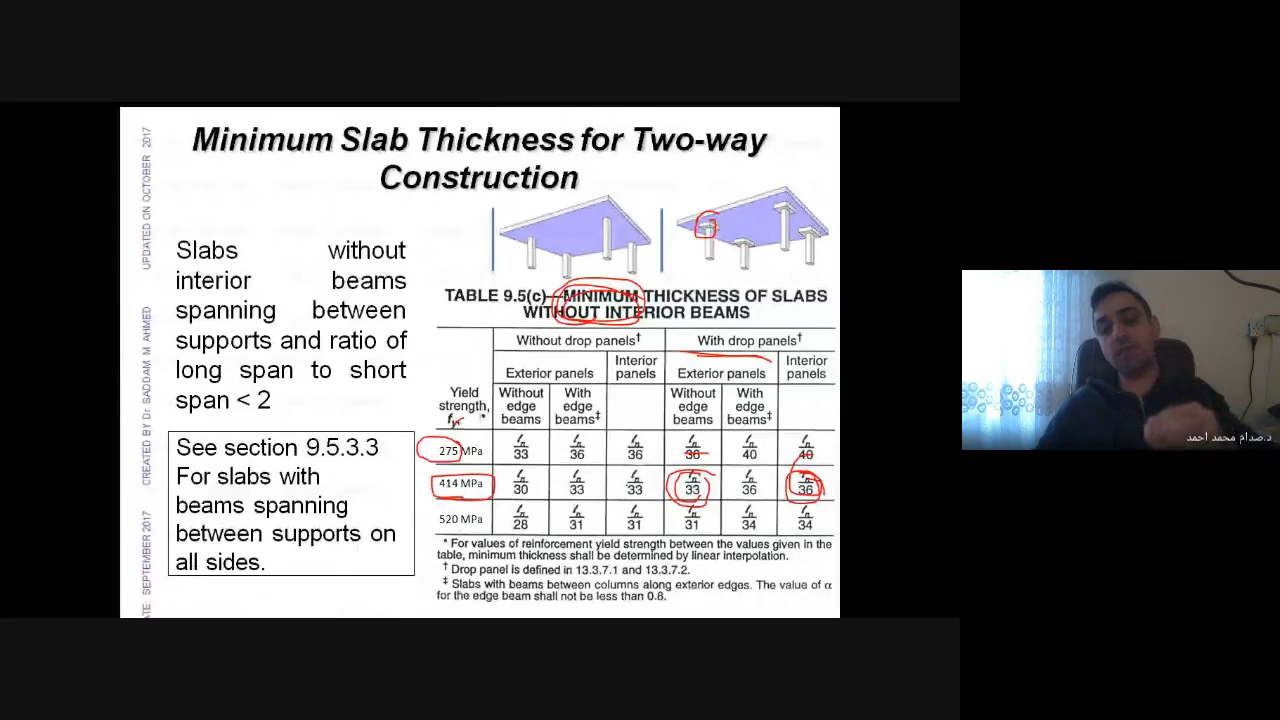 Minimum Slab Thickness for Two-way
Construction
UPDATED ON OCTOBER 2017
CREATED BY Dr. SADDAM M AHMED
ATE. SEPTEMBER 2017
Slabs without
interior beams
spanning between
supports and ratio of
long span to short
span < 2
See section 9.5.3.3
For slabs with
beams spanning
between supports on
all sides.
TABLE 9.5(c)—MINIMUM THICKNESS OF SLABS
WITHOUT INTERIOR BEAMS
Without drop panels† With drop panels†
Exterior panels Interior panels Exterior panels Interior panels
Yield strength, fy, * Without edge beams With edge beams‡ Without edge beams With edge beams‡
275 MPa ℓn/33 ℓn/36 ℓn/36 ℓn/36 ℓn/40 ℓn/40
414 MPa ℓn/30 ℓn/33 ℓn/33 ℓn/33 ℓn/36 ℓn/36
520 MPa ℓn/28 ℓn/31 ℓn/31 ℓn/31 ℓn/34 ℓn/34
* For values of reinforcement yield strength between the values given in the
table, minimum thickness shall be determined by linear interpolation.
† Drop panel is defined in 13.3.7.1 and 13.3.7.2.
‡ Slabs with beams between columns along exterior edges. The value of α
for the edge beam shall not be less than 0.8.
د.صدام محمد احمد